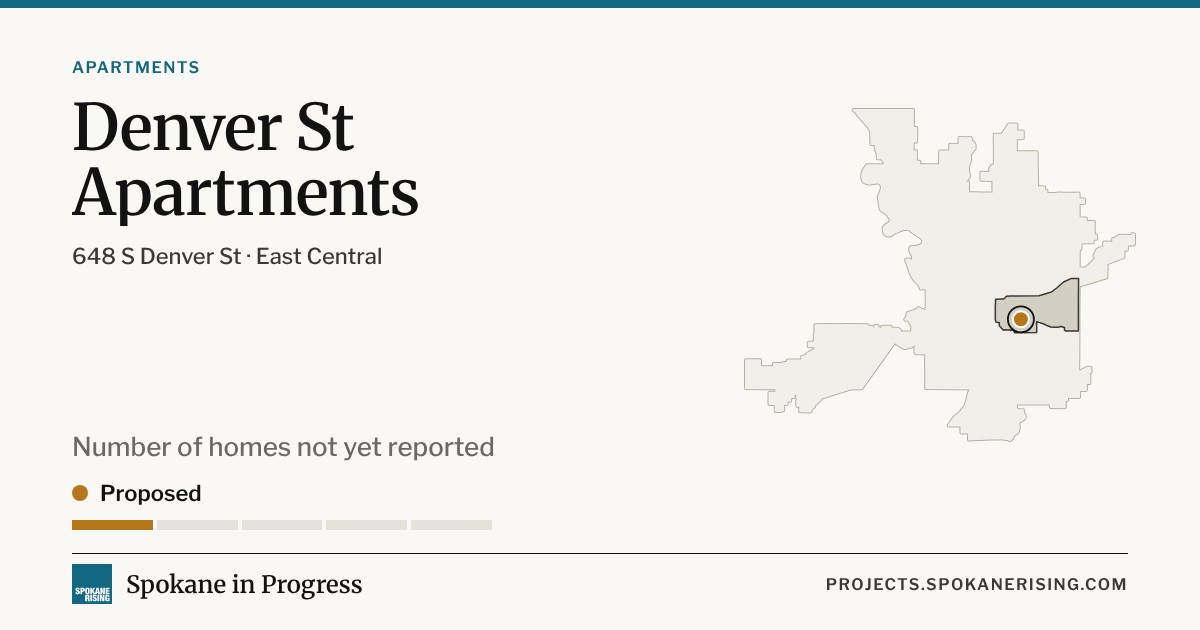 APARTMENTS
Denver St
Apartments
648 S Denver St · East Central
Number of homes not yet reported
Proposed
SPOKANE
RISING
Spokane in Progress
PROJECTS.SPOKANERISING.COM